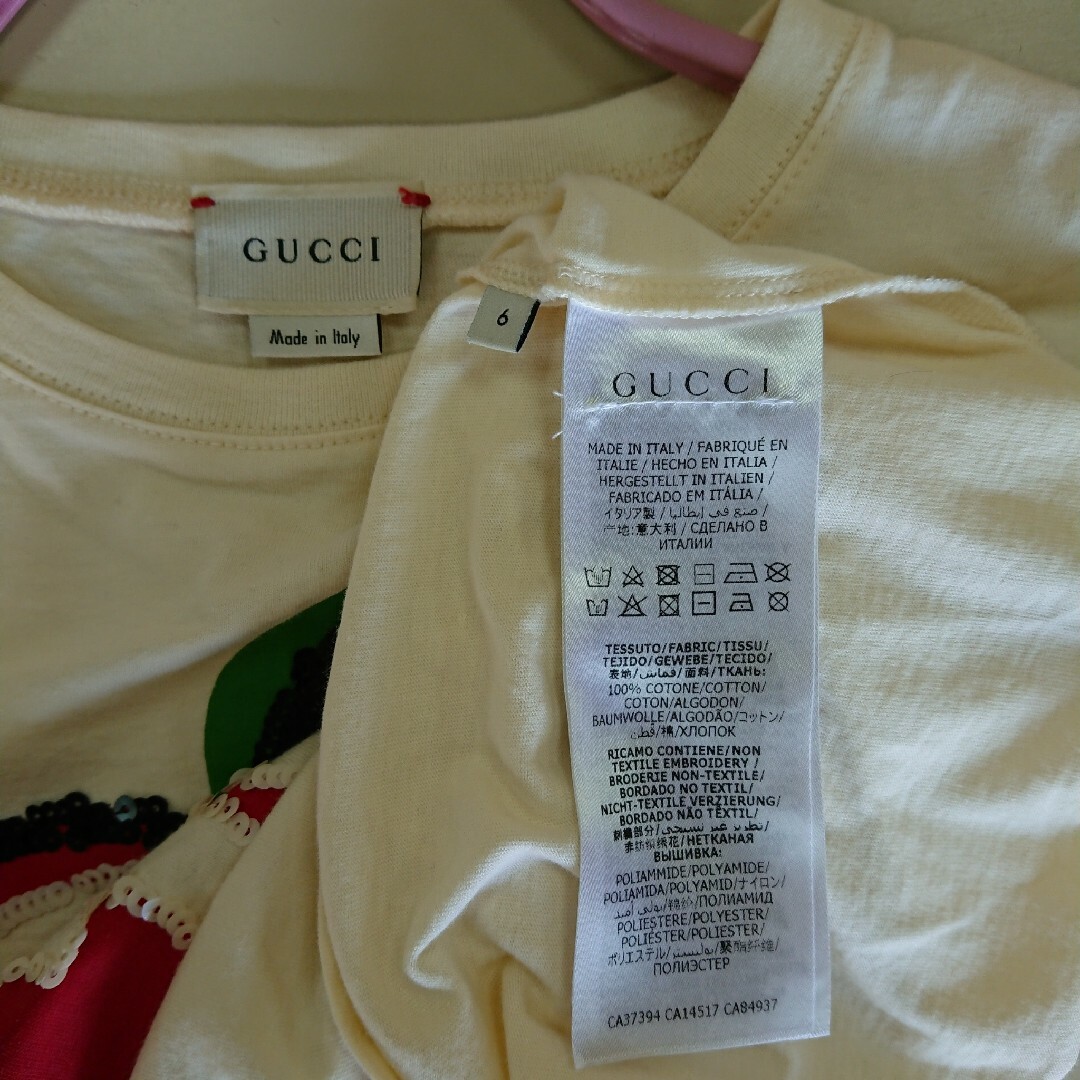 GUCCI
Made in Italy
6
GUCCI
MADE IN ITALY / FABRIQUÉ EN
ITALIE / HECHO EN ITALIA /
HERGESTELLT IN ITALIEN /
FABRICADO EM ITÁLIA /
イタリア製 / صنع في إيطاليا /
产地:意大利 / СДЕЛАНО В
ИТАЛИИ
TESSUTO/FABRIC/TISSU/
TEJIDO/GEWEBE/TECIDO/
表地/قماش/面料/ТКАНЬ:
100% COTONE/COTTON/
COTON/ALGODON/
BAUMWOLLE/ALGODÃO/コットン/
قطن/棉/ХЛОПОК
RICAMO CONTIENE/NON
TEXTILE EMBROIDERY /
BRODERIE NON-TEXTILE/
BORDADO NO TEXTIL/
NICHT-TEXTILE VERZIERUNG/
BORDADO NÃO TÊXTIL/
刺繍部分/تطريز غير نسيجي/
非纺织绣花/НЕТКАНАЯ
ВЫШИВКА:
POLIAMMIDE/POLYAMIDE/
POLIAMIDA/POLYAMID/ナイロン/
بولي أميد/锦纶/ПОЛИАМИД
POLIESTERE/POLYESTER/
POLIÉSTER/POLIESTER/
ポリエステル/بوليستير/聚酯纤维/
ПОЛИЭСТЕР
CA37394 CA14517 CA84937